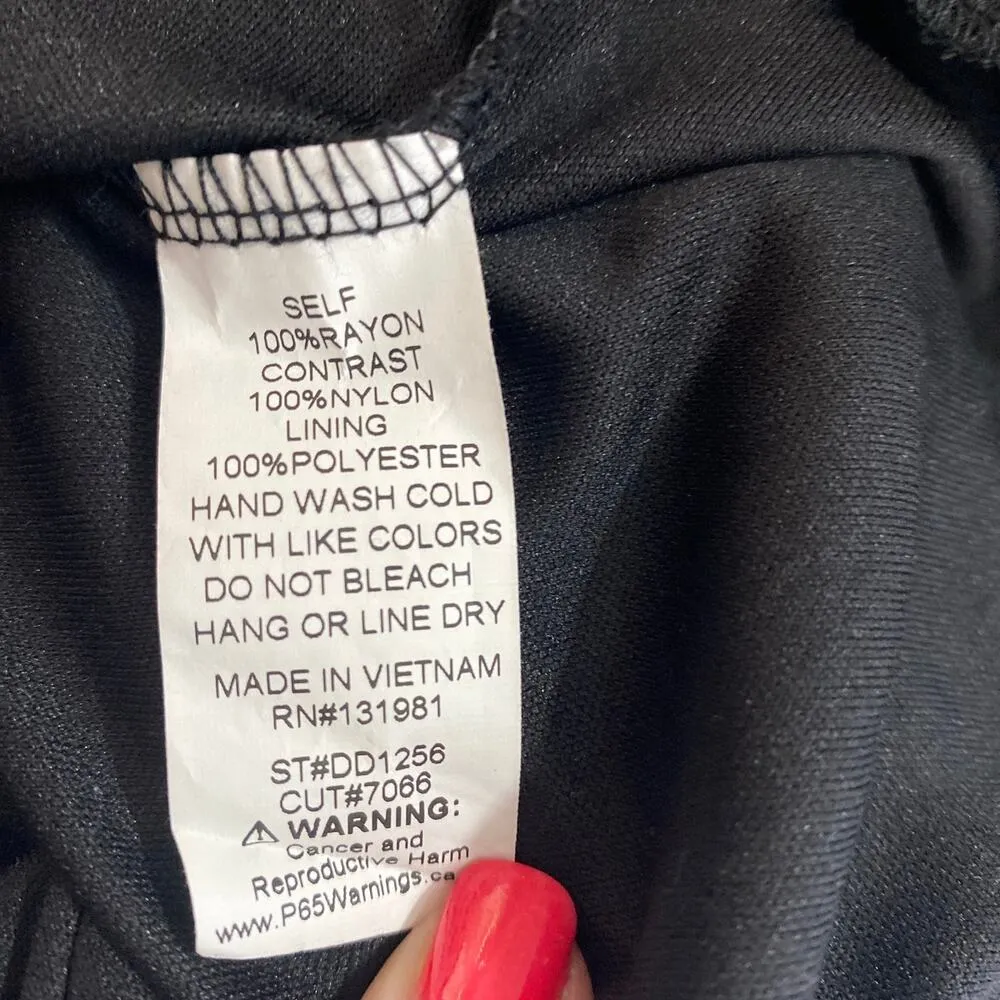 SELF
100%RAYON
CONTRAST
100%NYLON
LINING
100%POLYESTER
HAND WASH COLD
WITH LIKE COLORS
DO NOT BLEACH
HANG OR LINE DRY
MADE IN VIETNAM
RN#131981
ST#DD1256
CUT#7066
⚠ WARNING:
Cancer and
Reproductive Harm
www.P65Warnings.ca